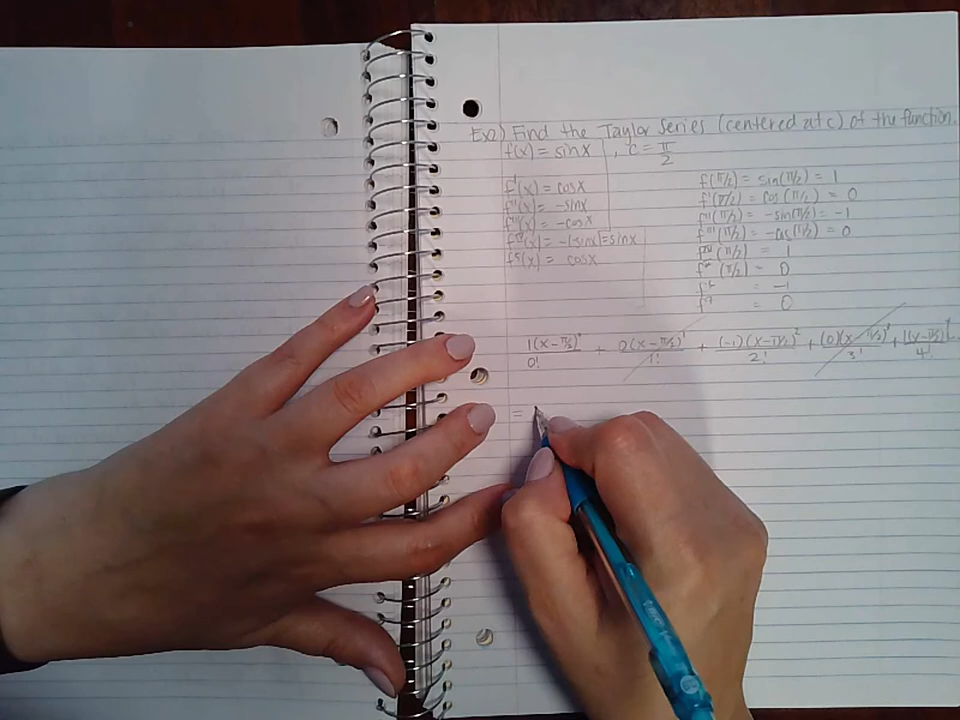 Ex2) Find the Taylor Series (centered at c) of the function.
f(x) = sinx , c = π/2
f'(x) = cosx
f''(x) = -sinx
f'''(x) = -cosx
f⁴(x) = -(-sinx) = sinx
f⁵(x) = cosx
f(π/2) = sin(π/2) = 1
f'(π/2) = cos(π/2) = 0
f''(π/2) = -sin(π/2) = -1
f'''(π/2) = -cos(π/2) = 0
f⁴(π/2) = 1
f⁵(π/2) = 0
f⁶ = -1
f⁷ = 0
1(x-π/2)⁰/0! + 0(x-π/2)¹/1! + (-1)(x-π/2)²/2! + (0)(x-π/2)³/3! + 1(x-π/2)⁴/4!
=